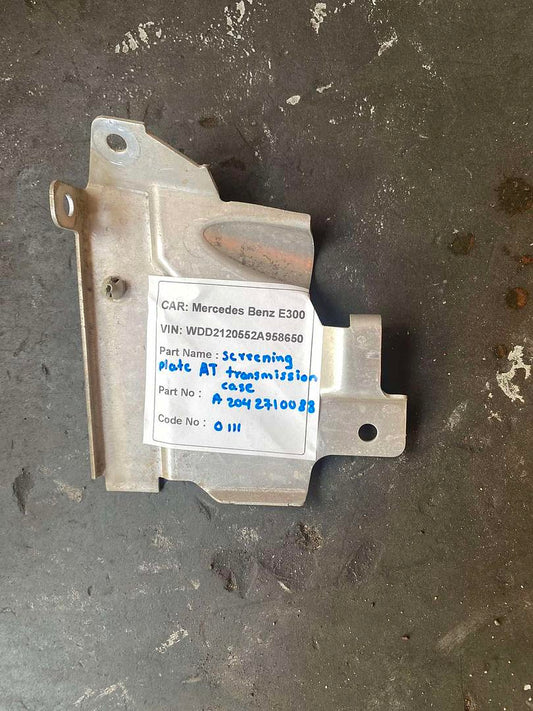 CAR: Mercedes Benz E300
VIN: WDD2120552A958650
Part Name : screening
plate AT transmission
case
Part No : A 2042710088
Code No : 0111